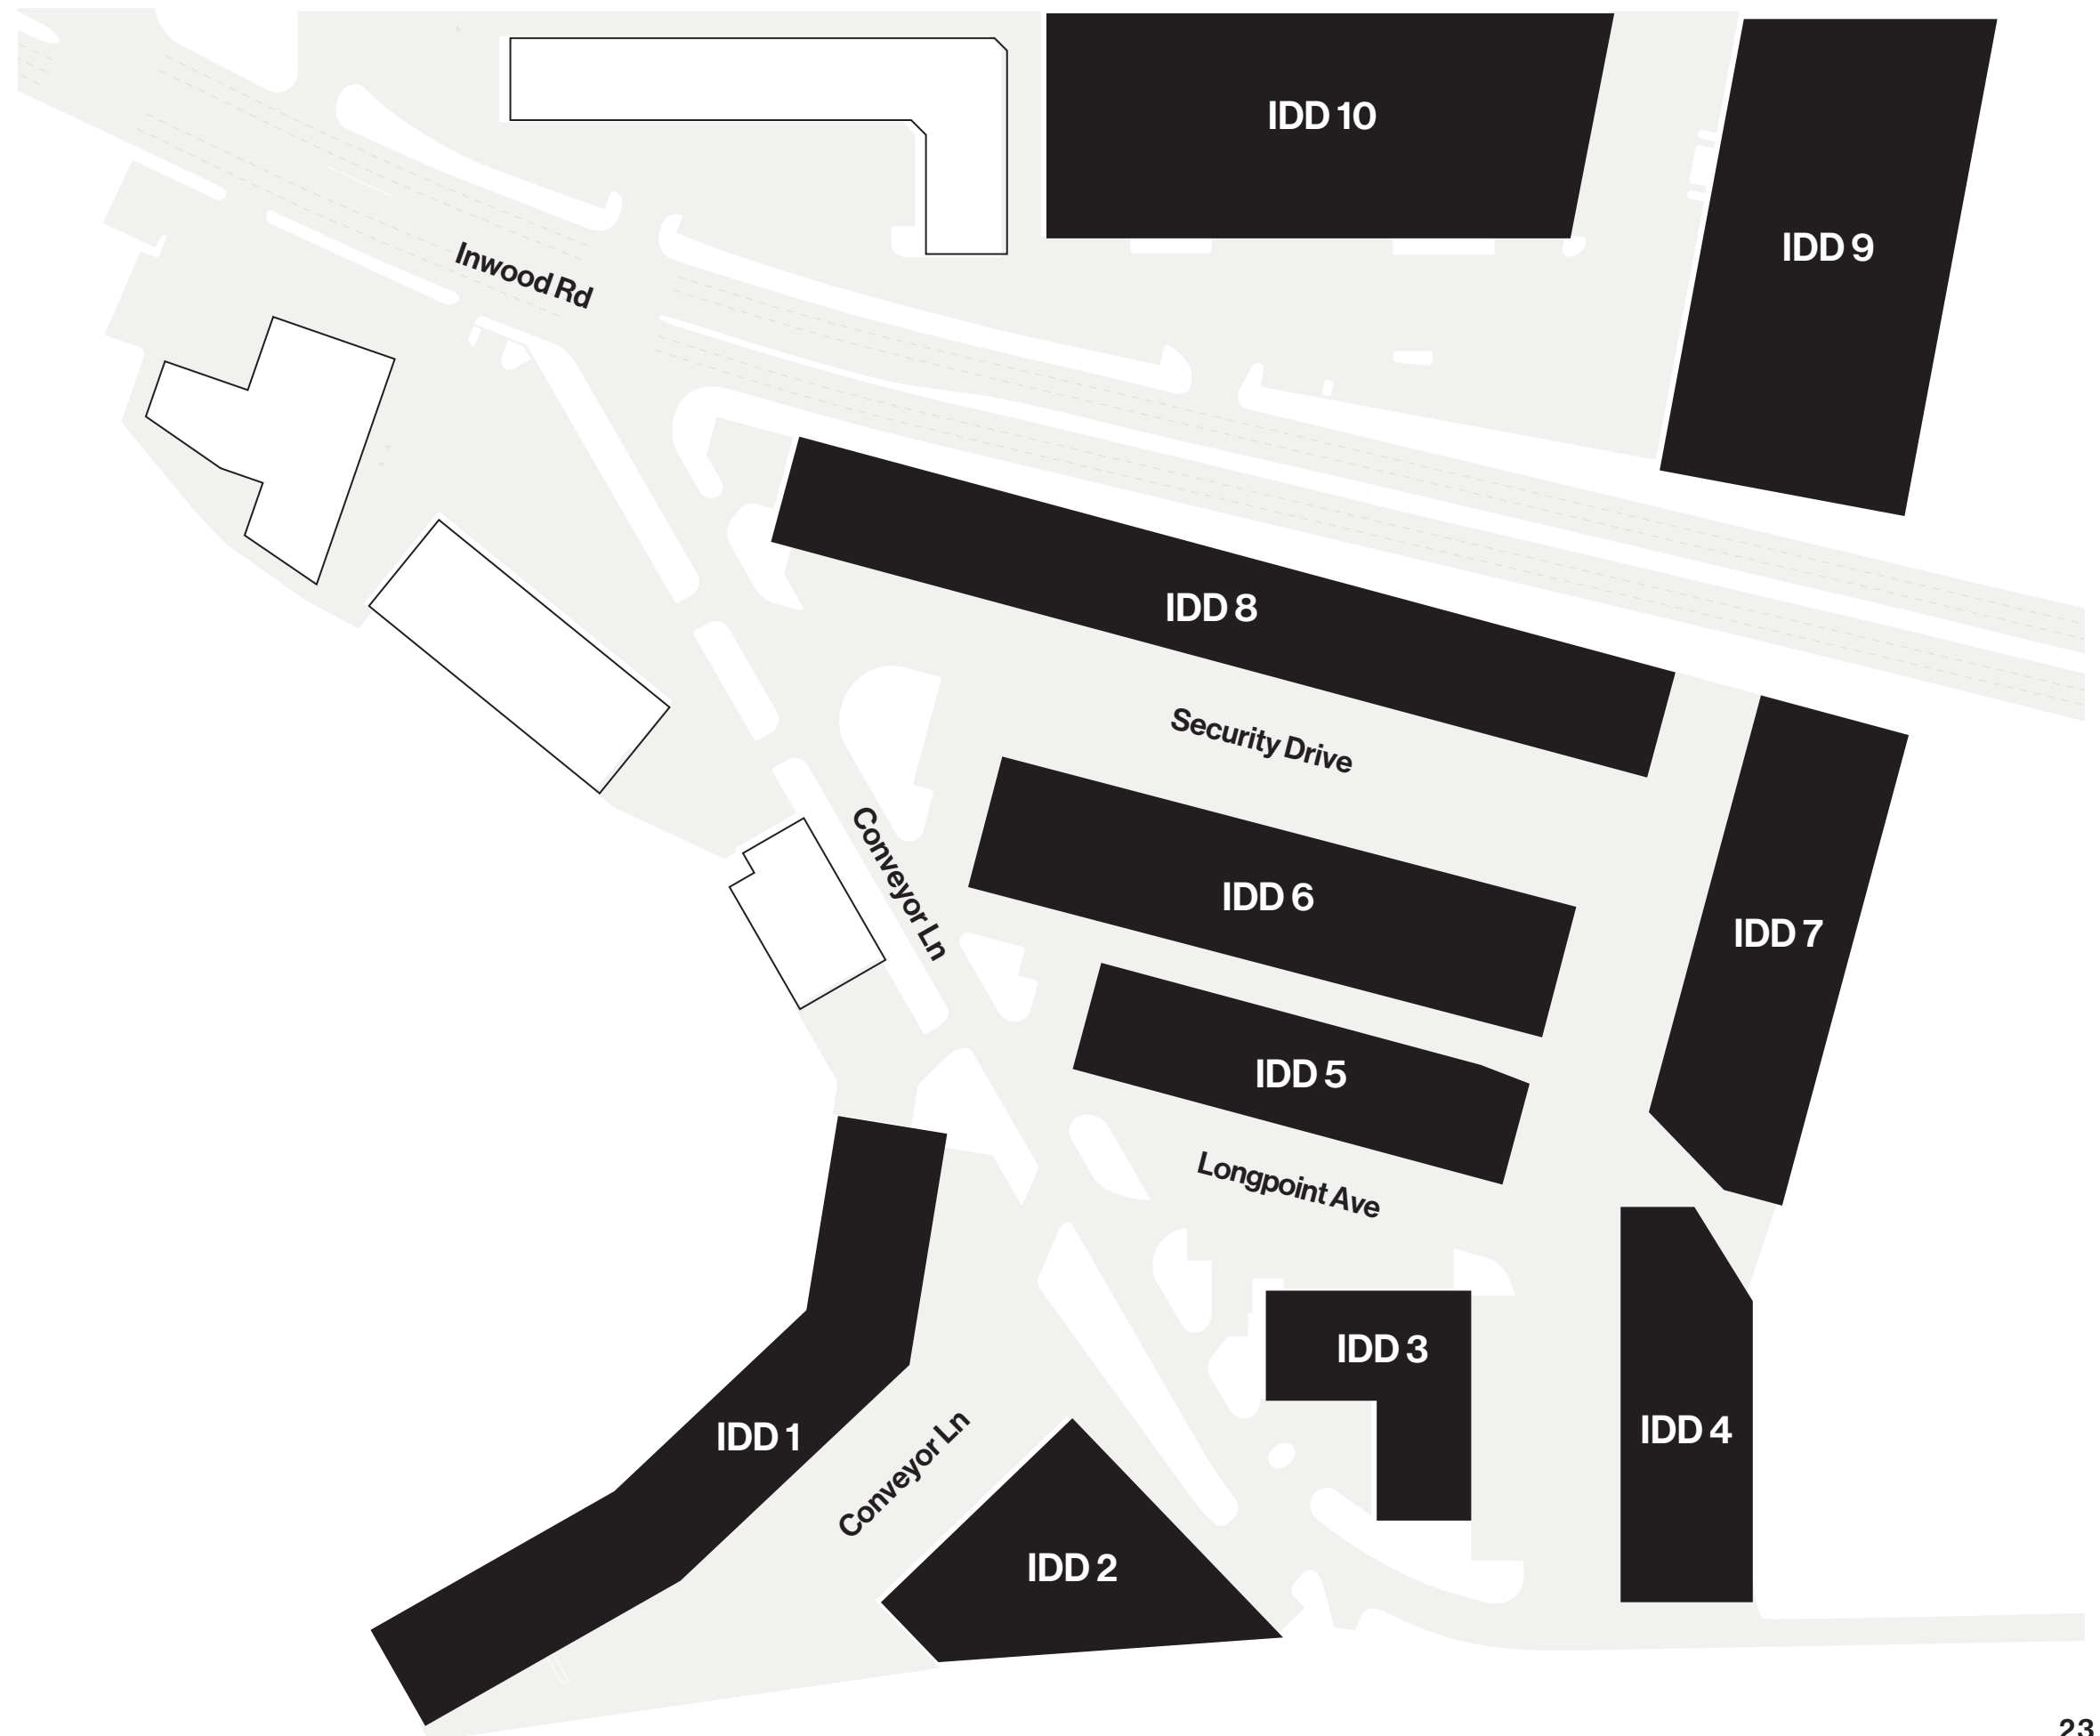 IDD 10
IDD 9
Inwood Rd
IDD 8
Security Drive
Conveyor Ln
IDD 6
IDD 7
IDD 5
Longpoint Ave
IDD 3
IDD 1
IDD 4
Conveyor Ln
IDD 2
23